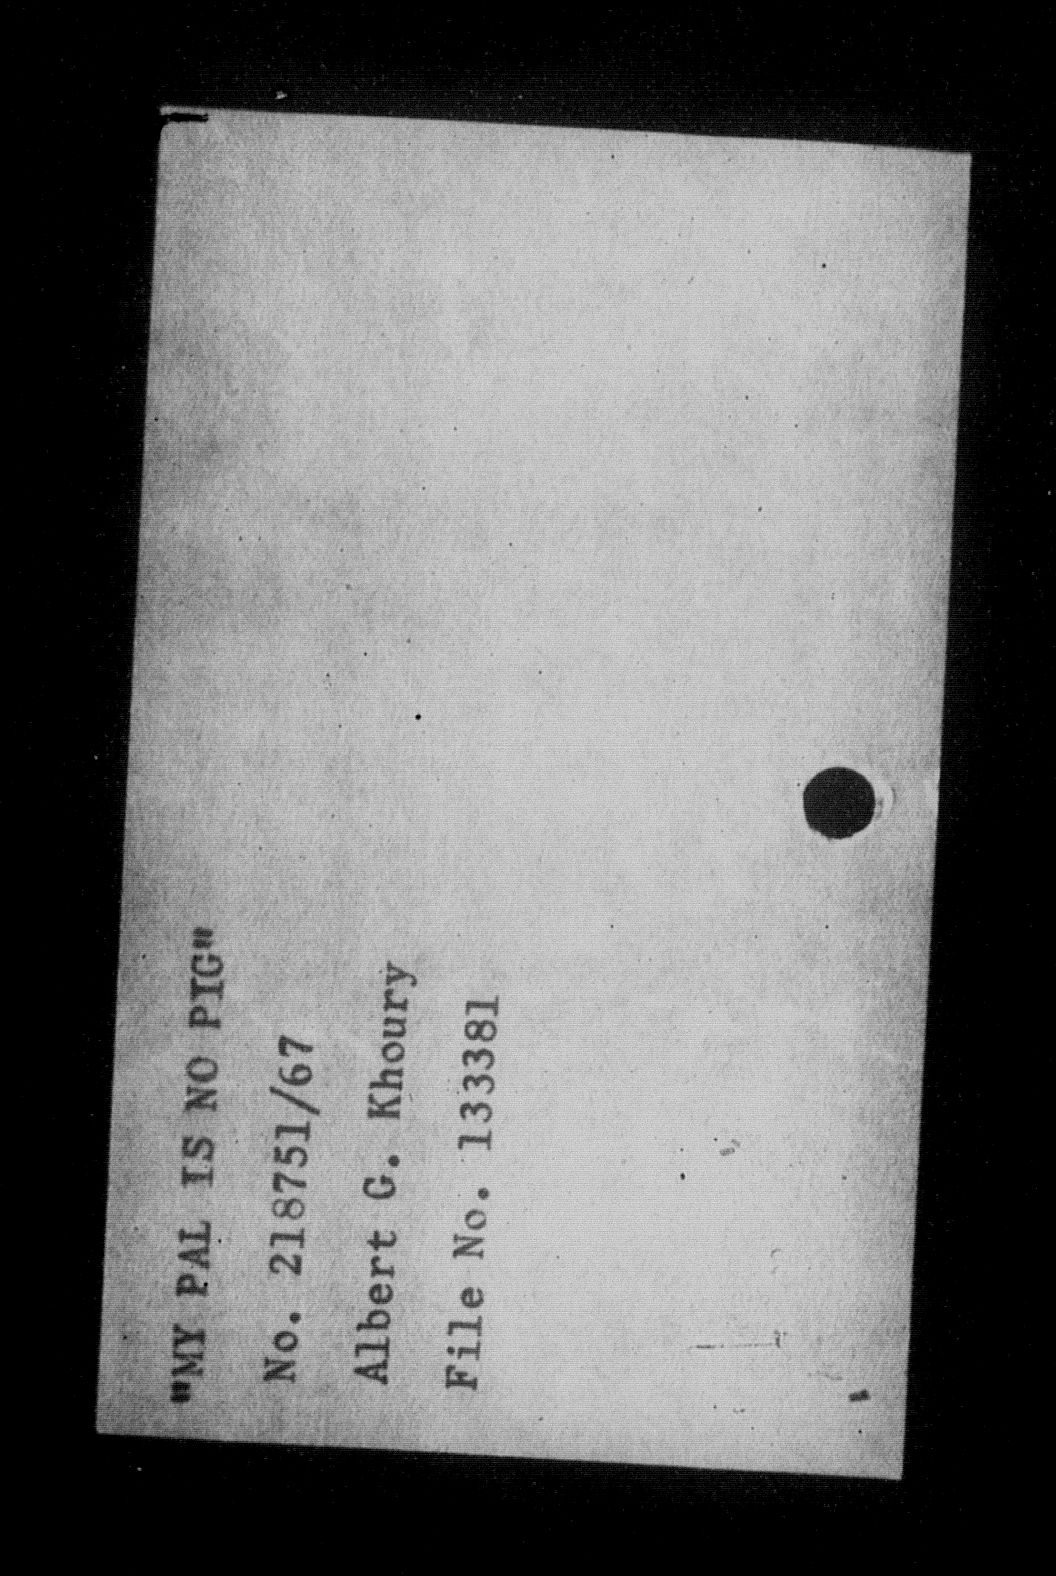 "MY PAL IS NO PIG"
No. 218751/67
Albert G. Khoury
File No. 133381